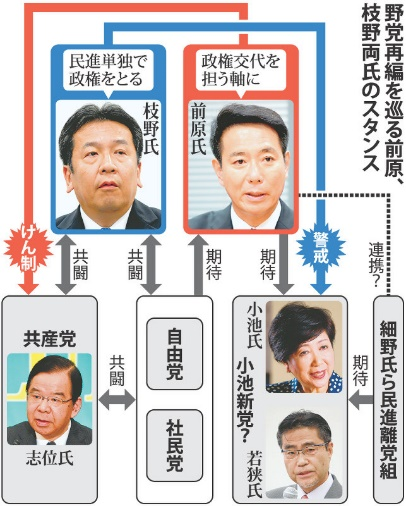 野党再編を巡る前原、
枝野両氏のスタンス
民進単独で
政権をとる
枝野氏
政権交代を
担う軸に
前原氏
けん制
共闘
共闘
期待
期待
警戒
連携?
共産党
志位氏
共闘
自由党
社民党
小池氏
小池新党?
若狭氏
期待
細野氏ら民進離党組